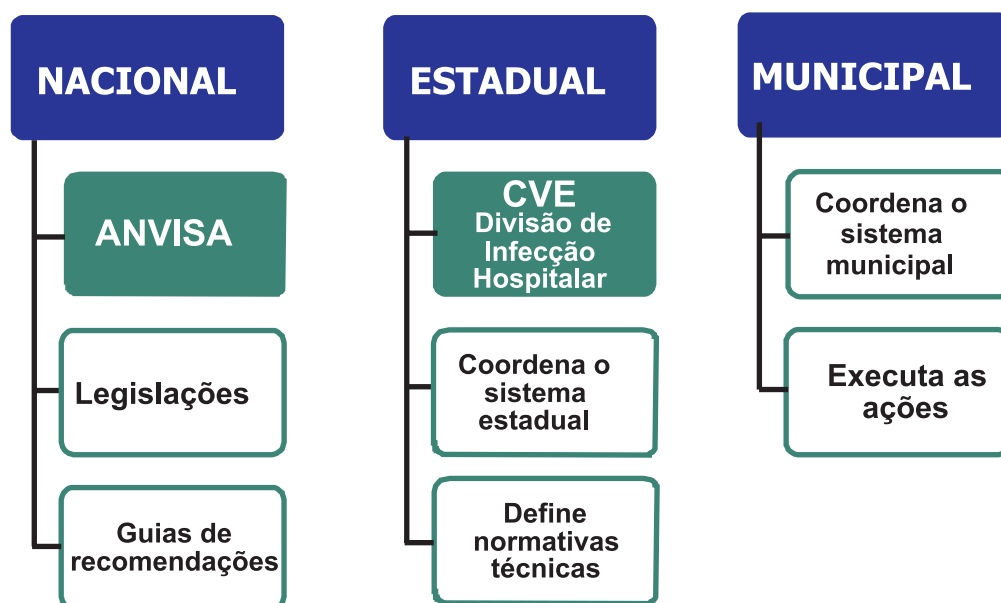 NACIONAL
ANVISA
Legislações
Guias de
recomendações
ESTADUAL
CVE
Divisão de
Infecção
Hospitalar
Coordena o
sistema
estadual
Define
normativas
técnicas
MUNICIPAL
Coordena o
sistema
municipal
Executa as
ações